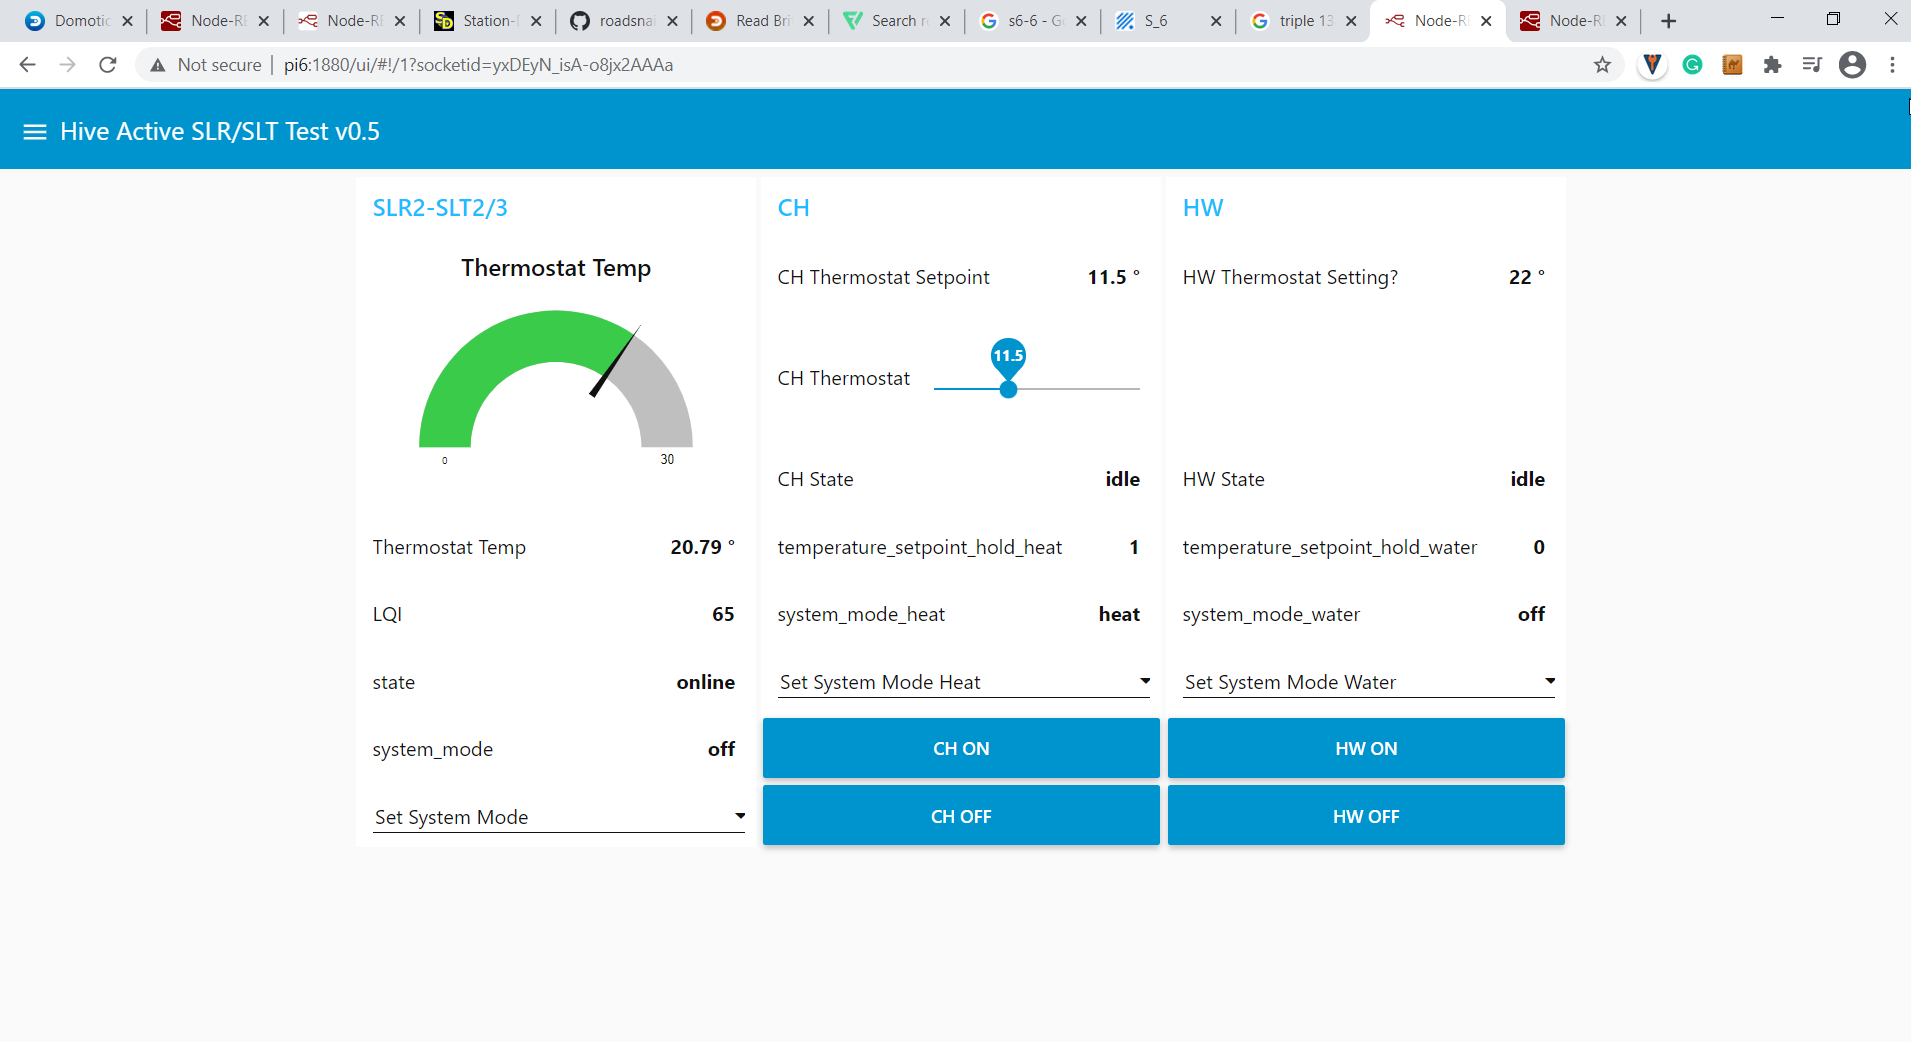 Domotic
Node-RE
Node-RE
Station-
roadsnai
Read Bri
Search r
s6-6 - G
S_6
triple 13
Node-RE
Node-RE
Not secure
pi6:1880/ui/#!/1?socketid=yxDEyN_isA-o8jx2AAAa
Hive Active SLR/SLT Test v0.5
SLR2-SLT2/3
Thermostat Temp
0
30
Thermostat Temp 20.79 °
LQI 65
state online
system_mode off
Set System Mode
CH
CH Thermostat Setpoint 11.5 °
11.5
CH Thermostat
CH State idle
temperature_setpoint_hold_heat 1
system_mode_heat heat
Set System Mode Heat
CH ON
CH OFF
HW
HW Thermostat Setting? 22 °
HW State idle
temperature_setpoint_hold_water 0
system_mode_water off
Set System Mode Water
HW ON
HW OFF